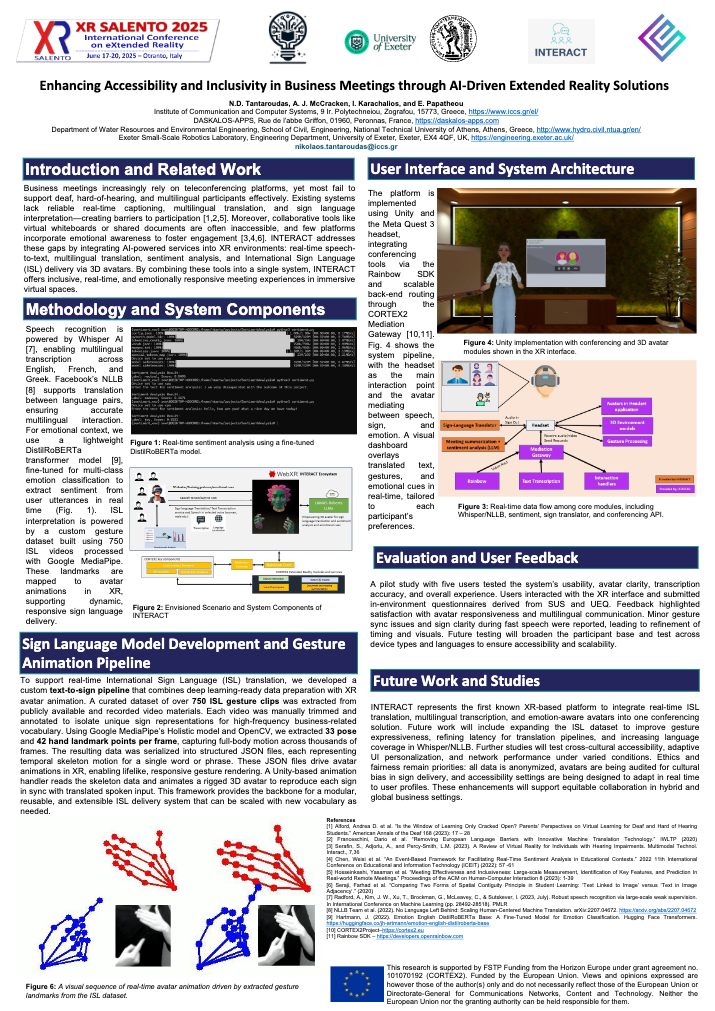 XR SALENTO 2025
International Conference
on eXtended Reality
June 17-20, 2025 – Otranto, Italy
XR
SALENTO
University
of Exeter
INTERACT
Enhancing Accessibility and Inclusivity in Business Meetings through AI-Driven Extended Reality Solutions
N.D. Tantaroudas, A. J. McCracken, I. Karachalios, and E. Papatheou
Institute of Communication and Computer Systems, 9 Ir. Polytechneiou, Zografou, 15773, Greece, https://www.iccs.gr/el/
DASKALOS-APPS, Rue de l'abbe Griffon, 01960, Peronnas, France, https://daskalos-apps.com
Department of Water Resources and Environmental Engineering, School of Civil, Engineering, National Technical University of Athens, Athens, Greece, http://www.hydro.civil.ntua.gr/en/
Exeter Small-Scale Robotics Laboratory, Engineering Department, University of Exeter, Exeter, EX4 4QF, UK, https://engineering.exeter.ac.uk/
nikolaos.tantaroudas@iccs.gr
Introduction and Related Work
Business meetings increasingly rely on teleconferencing platforms, yet most fail to
support deaf, hard-of-hearing, and multilingual participants effectively. Existing systems
lack reliable real-time captioning, multilingual translation, and sign language
interpretation—creating barriers to participation [1,2,5]. Moreover, collaborative tools like
virtual whiteboards or shared documents are often inaccessible, and few platforms
incorporate emotional awareness to foster engagement [3,4,6]. INTERACT addresses
these gaps by integrating AI-powered services into XR environments: real-time speech-
to-text, multilingual translation, sentiment analysis, and International Sign Language
(ISL) delivery via 3D avatars. By combining these tools into a single system, INTERACT
offers inclusive, real-time, and emotionally responsive meeting experiences in immersive
virtual spaces.
Methodology and System Components
Speech recognition is
powered by Whisper AI
[7], enabling multilingual
transcription across
English, French, and
Greek. Facebook's NLLB
[8] supports translation
between language pairs,
ensuring accurate
multilingual interaction.
For emotional context, we
use a lightweight
DistilRoBERTa
transformer model [9],
fine-tuned for multi-class
emotion classification to
extract sentiment from
user utterances in real
time (Fig. 1). ISL
interpretation is powered
by a custom gesture
dataset built using 750
ISL videos processed
with Google MediaPipe.
These landmarks are
mapped to avatar
animations in XR,
supporting dynamic,
responsive sign language
delivery.
Figure 1: Real-time sentiment analysis using a fine-tuned
DistilRoBERTa model.
WebXR INTERACT Ecosystem
Figure 2: Envisioned Scenario and System Components of
INTERACT
Sign Language Model Development and Gesture
Animation Pipeline
To support real-time International Sign Language (ISL) translation, we developed a
custom text-to-sign pipeline that combines deep learning-ready data preparation with XR
avatar animation. A curated dataset of over 750 ISL gesture clips was extracted from
publicly available and recorded video materials. Each video was manually trimmed and
annotated to isolate unique sign representations for high-frequency business-related
vocabulary. Using Google MediaPipe's Holistic model and OpenCV, we extracted 33 pose
and 42 hand landmark points per frame, capturing full-body motion across thousands of
frames. The resulting data was serialized into structured JSON files, each representing
temporal skeleton motion for a single word or phrase. These JSON files drive avatar
animations in XR, enabling lifelike, responsive gesture rendering. A Unity-based animation
handler reads the skeleton data and animates a rigged 3D avatar to reproduce each sign
in sync with translated spoken input. This framework provides the backbone for a modular,
reusable, and extensible ISL delivery system that can be scaled with new vocabulary as
needed.
Figure 6: A visual sequence of real-time avatar animation driven by extracted gesture
landmarks from the ISL dataset.
User Interface and System Architecture
The platform is
implemented
using Unity and
the Meta Quest 3
headset,
integrating
conferencing
tools via the
Rainbow SDK
and scalable
back-end routing
through the
CORTEX2
Mediation
Gateway [10,11].
Fig. 4 shows the
system pipeline,
with the headset
as the main
interaction point
and the avatar
mediating
between speech,
sign, and
emotion. A visual
dashboard
overlays
translated text,
gestures, and
emotional cues in
real-time, tailored
to each
participant's
preferences.
Figure 4: Unity implementation with conferencing and 3D avatar
modules shown in the XR interface.
Avatars in Headset
application
Sign-Language Translator
Headset
3D Environment
models
Meeting summarization +
sentiment analysis (LLM)
Gesture Processing
Mediation
Gateway
Rainbow
Text Transcription
Interaction
handlers
Figure 3: Real-time data flow among core modules, including
Whisper/NLLB, sentiment, sign translator, and conferencing API.
Evaluation and User Feedback
A pilot study with five users tested the system's usability, avatar clarity, transcription
accuracy, and overall experience. Users interacted with the XR interface and submitted
in-environment questionnaires derived from SUS and UEQ. Feedback highlighted
satisfaction with avatar responsiveness and multilingual communication. Minor gesture
sync issues and sign clarity during fast speech were reported, leading to refinement of
timing and visuals. Future testing will broaden the participant base and test across
device types and languages to ensure accessibility and scalability.
Future Work and Studies
INTERACT represents the first known XR-based platform to integrate real-time ISL
translation, multilingual transcription, and emotion-aware avatars into one conferencing
solution. Future work will include expanding the ISL dataset to improve gesture
expressiveness, refining latency for translation pipelines, and increasing language
coverage in Whisper/NLLB. Further studies will test cross-cultural accessibility, adaptive
UI personalization, and network performance under varied conditions. Ethics and
fairness remain priorities: all data is anonymized, avatars are being audited for cultural
bias in sign delivery, and accessibility settings are being designed to adapt in real time
to user profiles. These enhancements will support equitable collaboration in hybrid and
global business settings.
References
[1] Alford, Andrea D. et al. "Is the Window of Learning Only Cracked Open? Parents' Perspectives on Virtual Learning for Deaf and Hard of Hearing
Students." American Annals of the Deaf 168 (2023): 17 – 28
[2] Franceschini, Dario et al. "Removing European Language Barriers with Innovative Machine Translation Technology." IWLTP (2020)
[3] Serafin, S., Adjorlu, A., and Percy-Smith, L.M. (2023). A Review of Virtual Reality for Individuals with Hearing Impairments. Multimodal Technol.
Interact., 7,36
[4] Chen, Weisi et al. "An Event-Based Framework for Facilitating Real-Time Sentiment Analysis in Educational Contexts." 2022 11th International
Conference on Educational and Information Technology (ICEIT) (2022): 57 -61
[5] Hosseinkashi, Yasaman et al. "Meeting Effectiveness and Inclusiveness: Large-scale Measurement, Identification of Key Features, and Prediction in
Real-world Remote Meetings." Proceedings of the ACM on Human-Computer Interaction 8 (2023): 1-39
[6] Seraji, Farhad et al. "Comparing Two Forms of Spatial Contiguity Principle in Student Learning: 'Text Linked to Image' versus 'Text in Image
Adjacency'." (2020)
[7] Radford, A., Kim, J. W., Xu, T., Brockman, G., McLeavey, C., & Sutskever, I. (2023, July). Robust speech recognition via large-scale weak supervision.
In International Conference on Machine Learning (pp. 28492-28518). PMLR
[8] NLLB Team et al. (2022). No Language Left Behind: Scaling Human-Centered Machine Translation. arXiv:2207.04672. https://arxiv.org/abs/2207.04672
[9] Hartmann, J. (2022). Emotion English DistilRoBERTa Base: A Fine-Tuned Model for Emotion Classification. Hugging Face Transformers.
https://huggingface.co/j-hartmann/emotion-english-distilroberta-base
[10] CORTEX2Project–https://cortex2.eu
[11] Rainbow SDK – https://developers.openrainbow.com
This research is supported by FSTP Funding from the Horizon Europe under grant agreement no.
101070192 (CORTEX2). Funded by the European Union. Views and opinions expressed are
however those of the author(s) only and do not necessarily reflect those of the European Union or
Directorate-General for Communications Networks, Content and Technology. Neither the
European Union nor the granting authority can be held responsible for them.